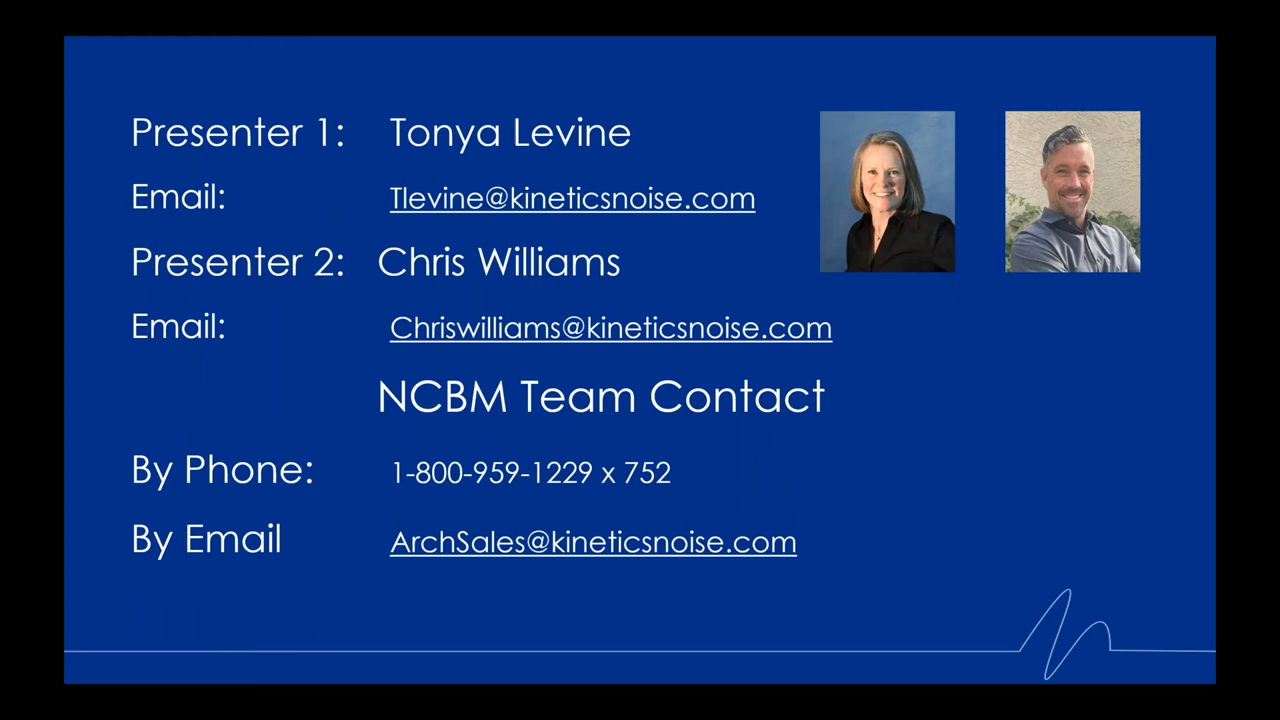 Presenter 1: Tonya Levine
Email: Tlevine@kineticsnoise.com
Presenter 2: Chris Williams
Email: Chriswilliams@kineticsnoise.com
NCBM Team Contact
By Phone: 1-800-959-1229 x 752
By Email ArchSales@kineticsnoise.com